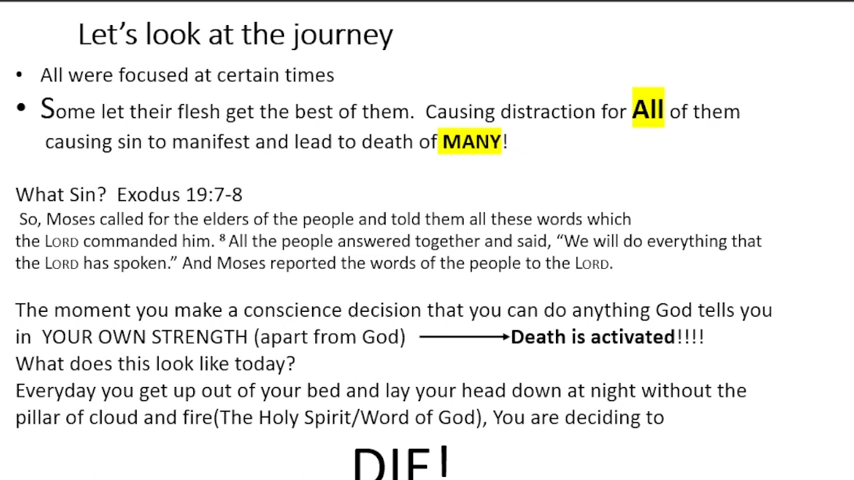 Let's look at the journey
• All were focused at certain times
• Some let their flesh get the best of them. Causing distraction for All of them
causing sin to manifest and lead to death of MANY!
What Sin? Exodus 19:7-8
So, Moses called for the elders of the people and told them all these words which
the LORD commanded him. ⁸ All the people answered together and said, “We will do everything that
the LORD has spoken.” And Moses reported the words of the people to the LORD.
The moment you make a conscience decision that you can do anything God tells you
in YOUR OWN STRENGTH (apart from God) ⟶ Death is activated!!!!
What does this look like today?
Everyday you get up out of your bed and lay your head down at night without the
pillar of cloud and fire(The Holy Spirit/Word of God), You are deciding to
DIE!